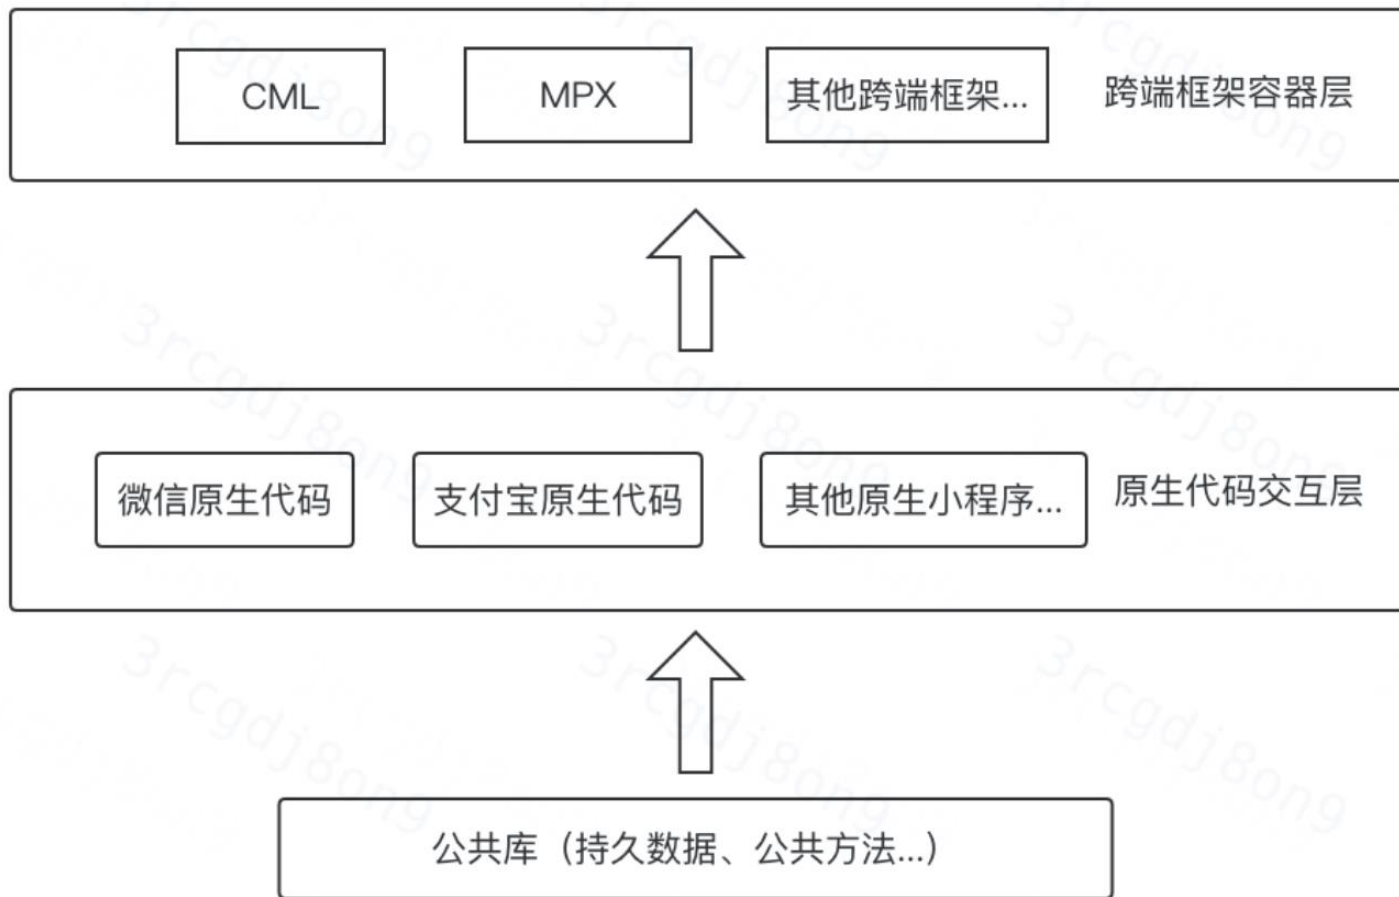 CML
MPX
其他跨端框架...
跨端框架容器层
微信原生代码
支付宝原生代码
其他原生小程序...
原生代码交互层
公共库（持久数据、公共方法...）
3rcgdj8on9